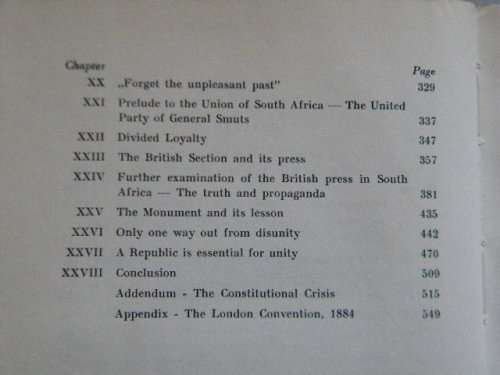 Chapter Page
XX „Forget the unpleasant past" 329
XXI Prelude to the Union of South Africa — The United
Party of General Smuts 337
XXII Divided Loyalty 347
XXIII The British Section and its press 357
XXIV Further examination of the British press in South
Africa — The truth and propaganda 381
XXV The Monument and its lesson 435
XXVI Only one way out from disunity 442
XXVII A Republic is essential for unity 470
XXVIII Conclusion 509
Addendum - The Constitutional Crisis 515
Appendix - The London Convention, 1884 549